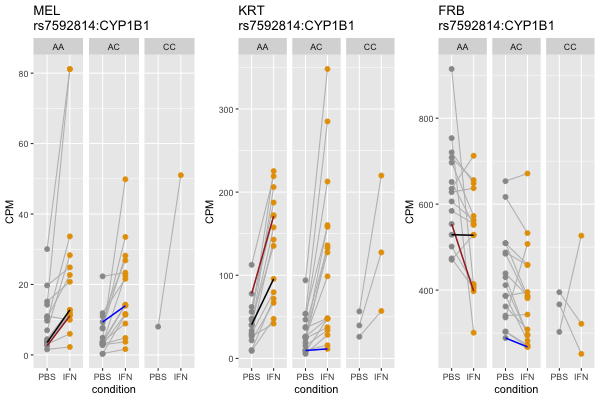 MEL
rs7592814:CYP1B1
AA AC CC
CPM
80
60
40
20
0
PBS IFN PBS IFN PBS IFN
condition
KRT
rs7592814:CYP1B1
AA AC CC
CPM
300
200
100
0
PBS IFN PBS IFN PBS IFN
condition
FRB
rs7592814:CYP1B1
AA AC CC
CPM
800
600
400
PBS IFN PBS IFN PBS IFN
condition